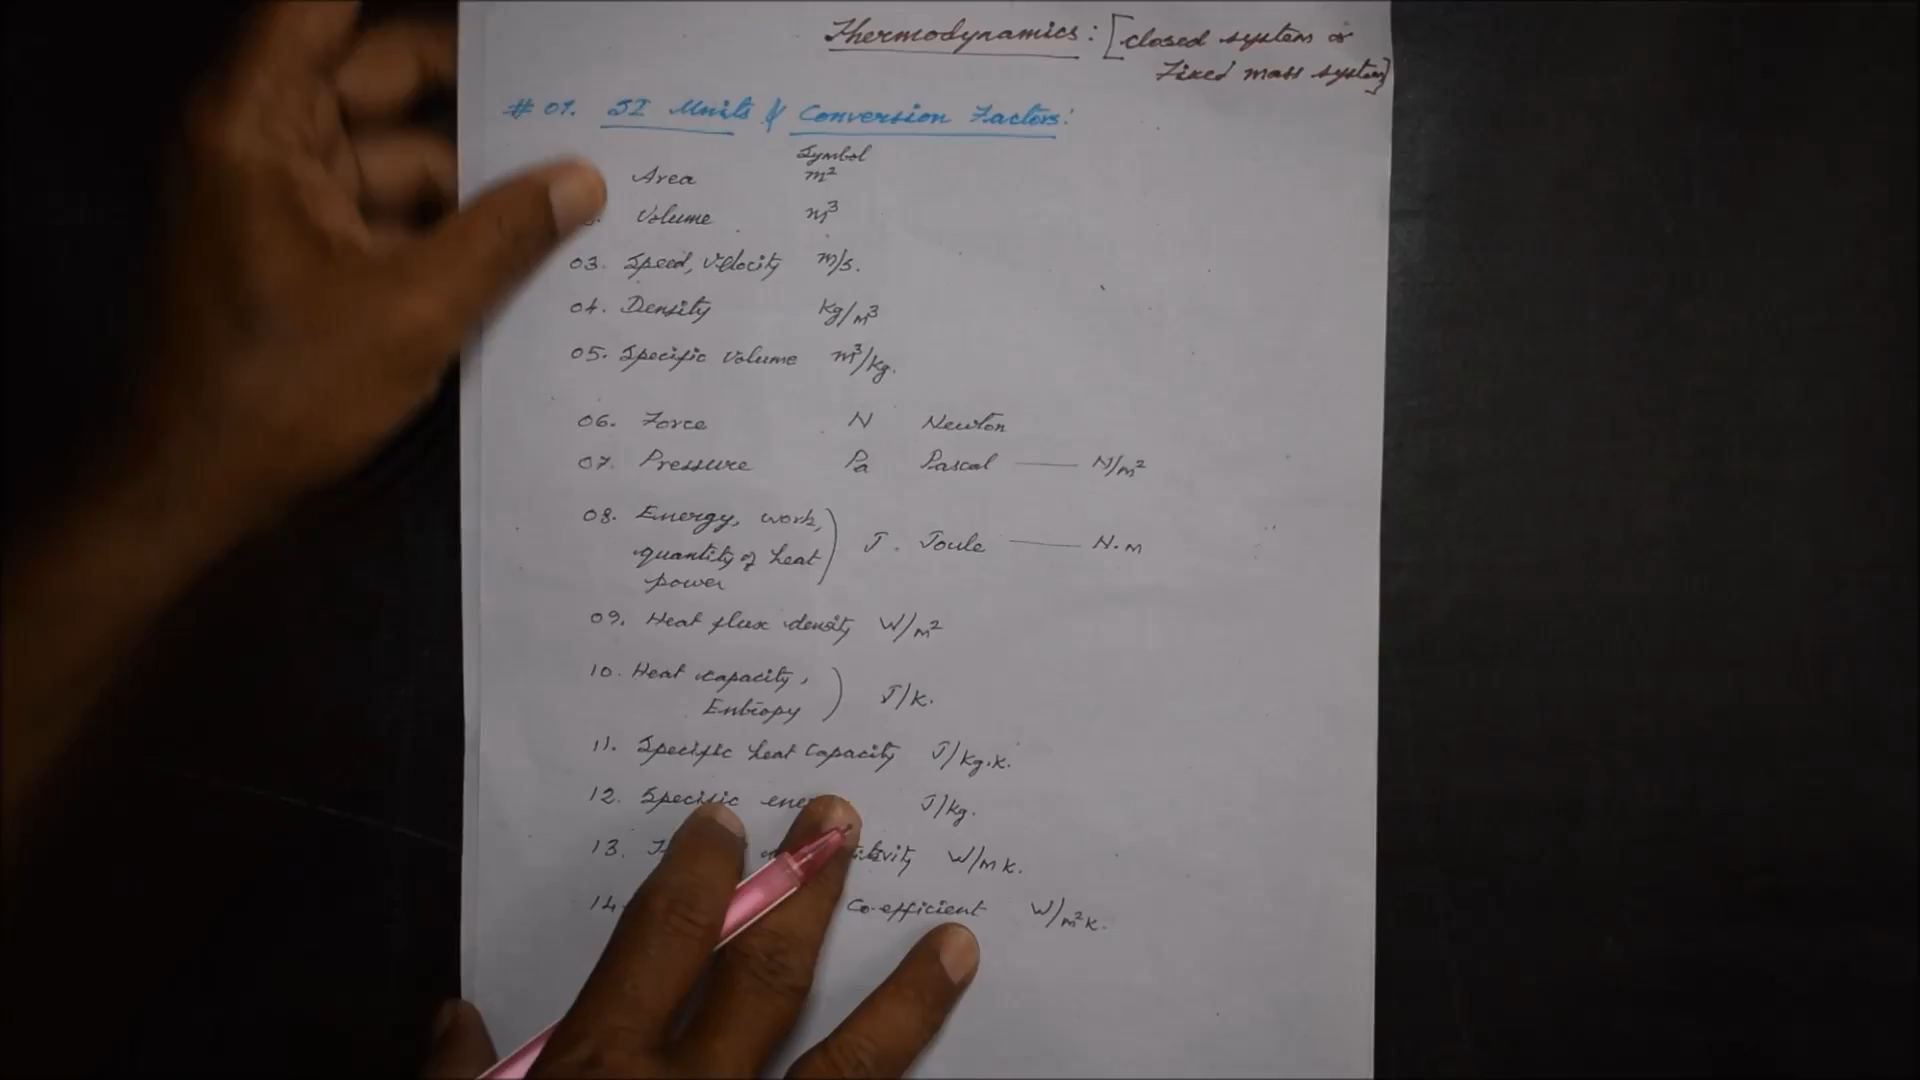 Thermodynamics: [closed system or
Fixed mass system]
# 01. SI Units & Conversion Factors:
Symbol
Area m²
Volume m³
03. Speed, Velocity m/s.
04. Density kg/m³
05. Specific Volume m³/kg.
06. Force N Newton
07. Pressure Pa Pascal — N/m²
08. Energy, work,
quantity of heat ) J. Joule — N.m
power
09. Heat flux density W/m²
10. Heat capacity,
Entropy ) J/K.
11. Specific heat Capacity J/kg.K.
12. Specific J/kg.
13. W/m K.
14. Co-efficient W/m²K.